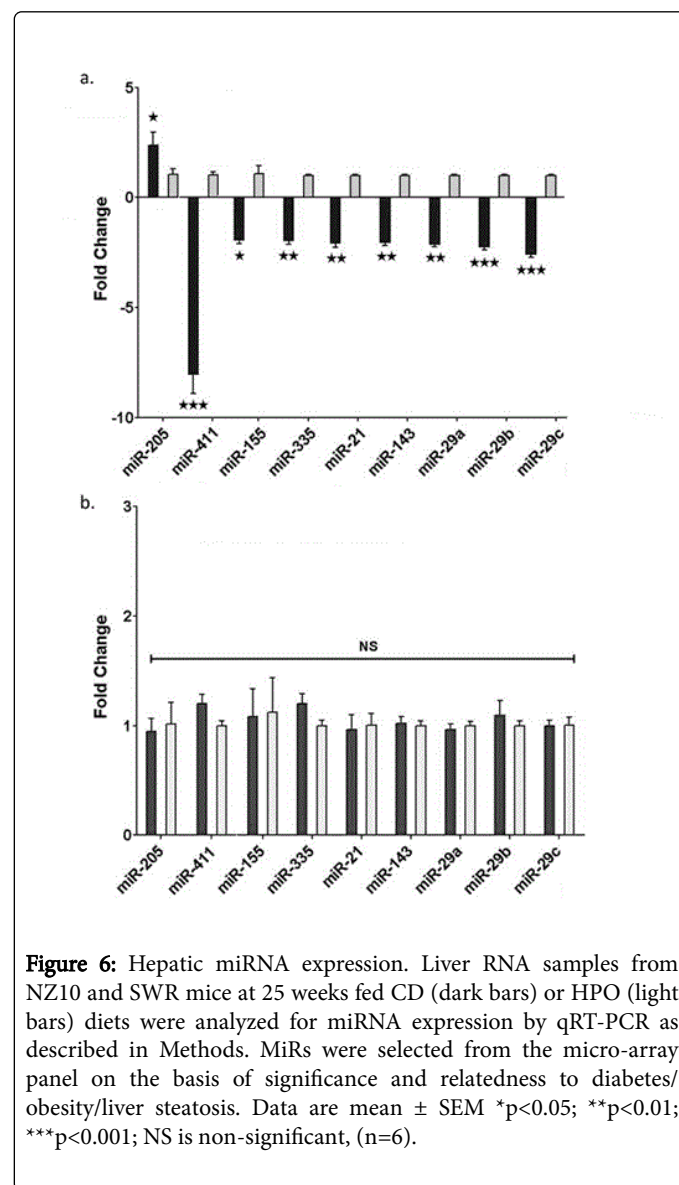 a.
5
0
-5
-10
Fold Change
★
★★★
★
★★
★★
★★
★★
★★★
★★★
miR-205
miR-411
miR-155
miR-335
miR-21
miR-143
miR-29a
miR-29b
miR-29c
b.
3
2
1
0
Fold Change
NS
miR-205
miR-411
miR-155
miR-335
miR-21
miR-143
miR-29a
miR-29b
miR-29c
Figure 6: Hepatic miRNA expression. Liver RNA samples from
NZ10 and SWR mice at 25 weeks fed CD (dark bars) or HPO (light
bars) diets were analyzed for miRNA expression by qRT-PCR as
described in Methods. MiRs were selected from the micro-array
panel on the basis of significance and relatedness to diabetes/
obesity/liver steatosis. Data are mean ± SEM *p<0.05; **p<0.01;
***p<0.001; NS is non-significant, (n=6).